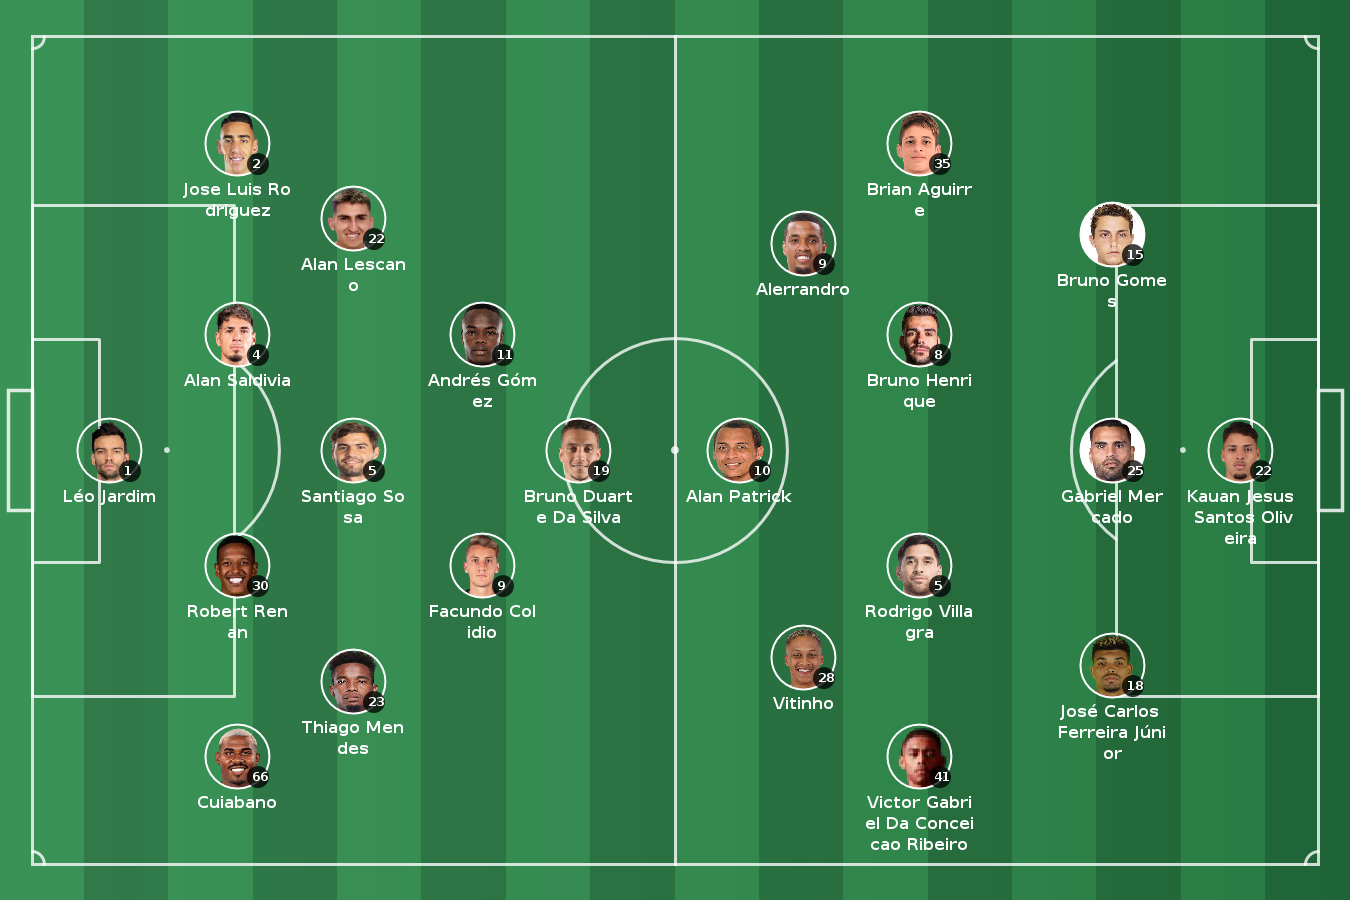 2
Jose Luis Ro
driguez
22
Alan Lescan
o
4
Alan Saldivia
11
Andrés Góm
ez
1
Léo Jardim
5
Santiago So
sa
19
Bruno Duart
e Da Silva
30
Robert Ren
an
9
Facundo Col
idio
23
Thiago Men
des
66
Cuiabano
35
Brian Aguirr
e
9
Alerrandro
15
Bruno Gome
s
8
Bruno Henri
que
10
Alan Patrick
25
Gabriel Mer
cado
22
Kauan Jesus
Santos Oliv
eira
5
Rodrigo Villa
gra
28
Vitinho
18
José Carlos
Ferreira Júni
or
41
Victor Gabri
el Da Concei
cao Ribeiro